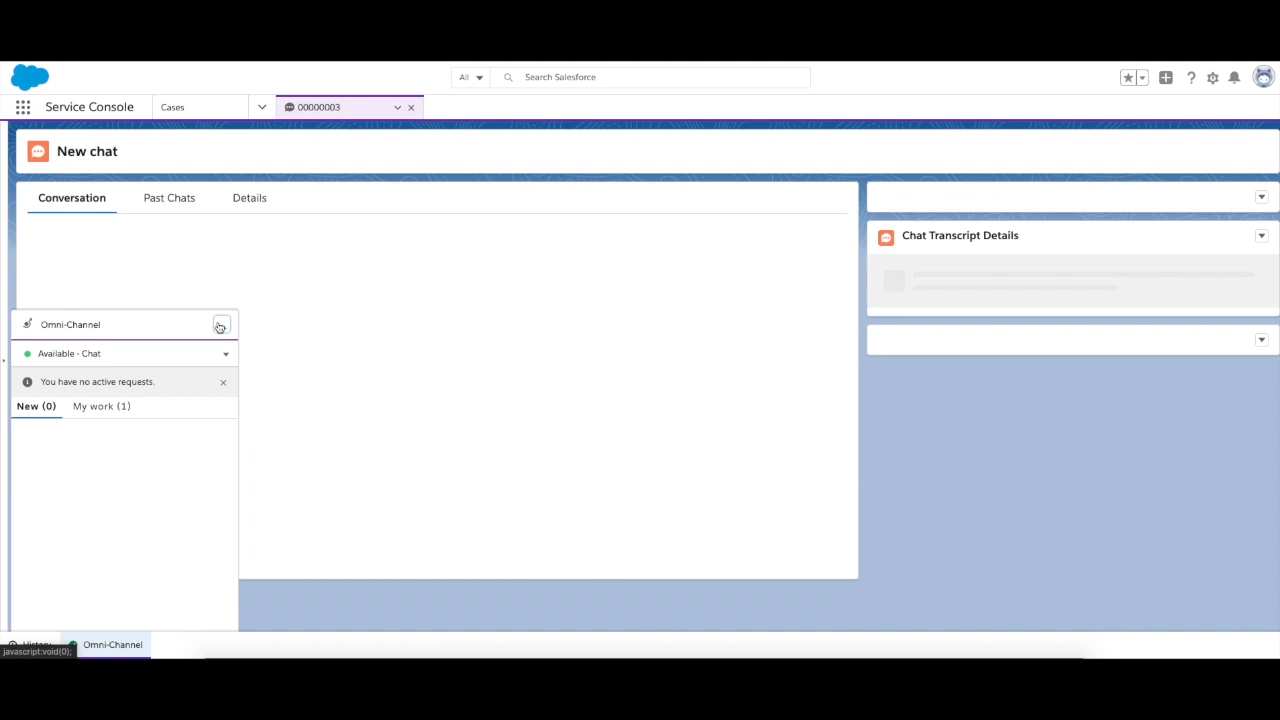 All
Search Salesforce
Service Console
Cases
00000003
New chat
Conversation
Past Chats
Details
Chat Transcript Details
Omni-Channel
Available - Chat
You have no active requests.
New (0)
My work (1)
History
Omni-Channel
javascript:void(0);